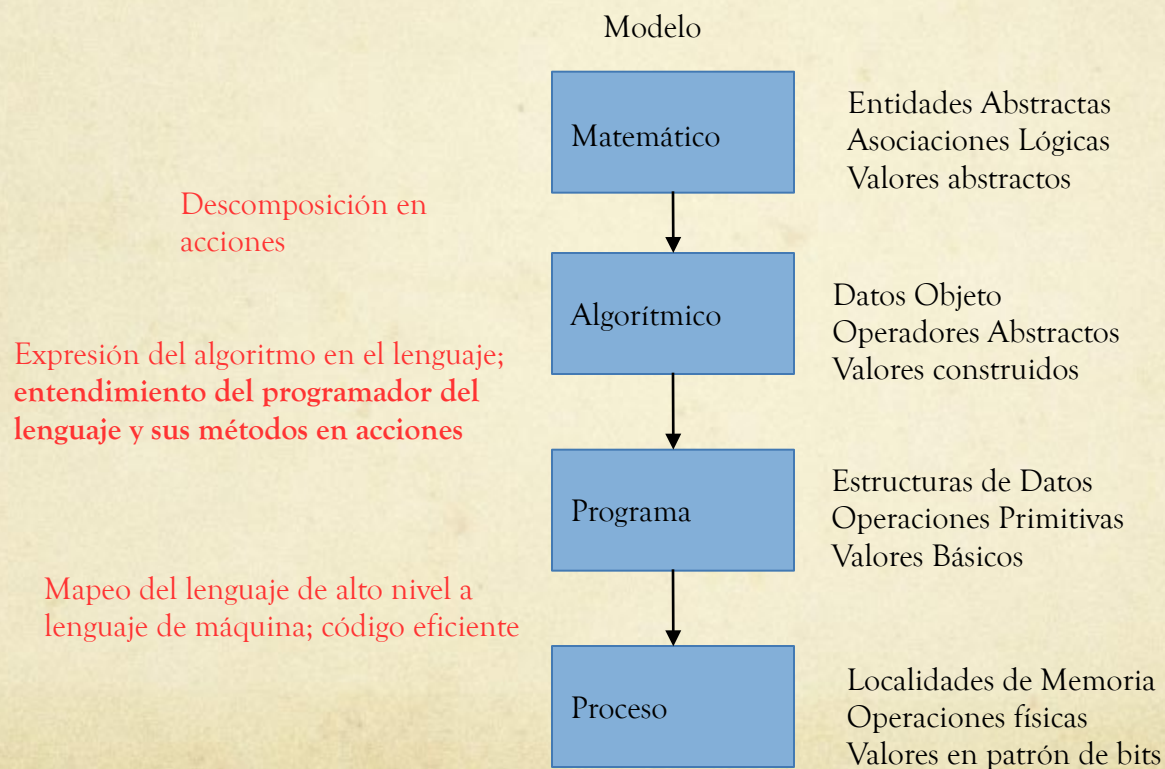 Modelo
Matemático
Entidades Abstractas
Asociaciones Lógicas
Valores abstractos
Descomposición en
acciones
Algorítmico
Datos Objeto
Operadores Abstractos
Valores construidos
Expresión del algoritmo en el lenguaje;
entendimiento del programador del
lenguaje y sus métodos en acciones
Programa
Estructuras de Datos
Operaciones Primitivas
Valores Básicos
Mapeo del lenguaje de alto nivel a
lenguaje de máquina; código eficiente
Proceso
Localidades de Memoria
Operaciones físicas
Valores en patrón de bits